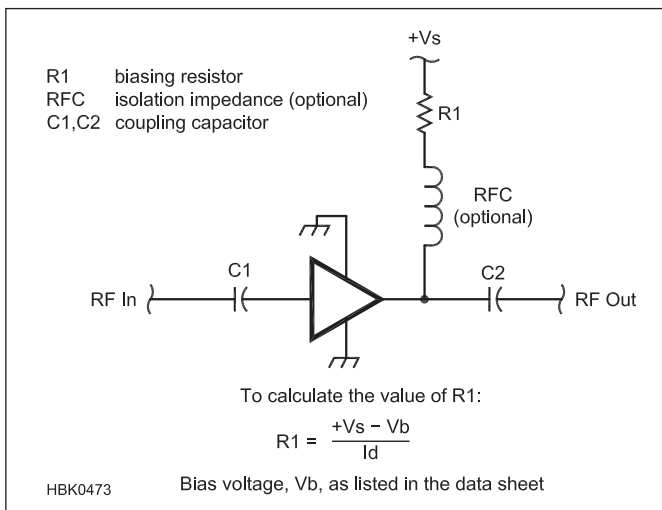 +Vs
R1 biasing resistor
RFC isolation impedance (optional)
C1,C2 coupling capacitor
R1
RFC
(optional)
C1
C2
RF In
RF Out
To calculate the value of R1:
R1 = +Vs − Vb
Id
Bias voltage, Vb, as listed in the data sheet
HBK0473